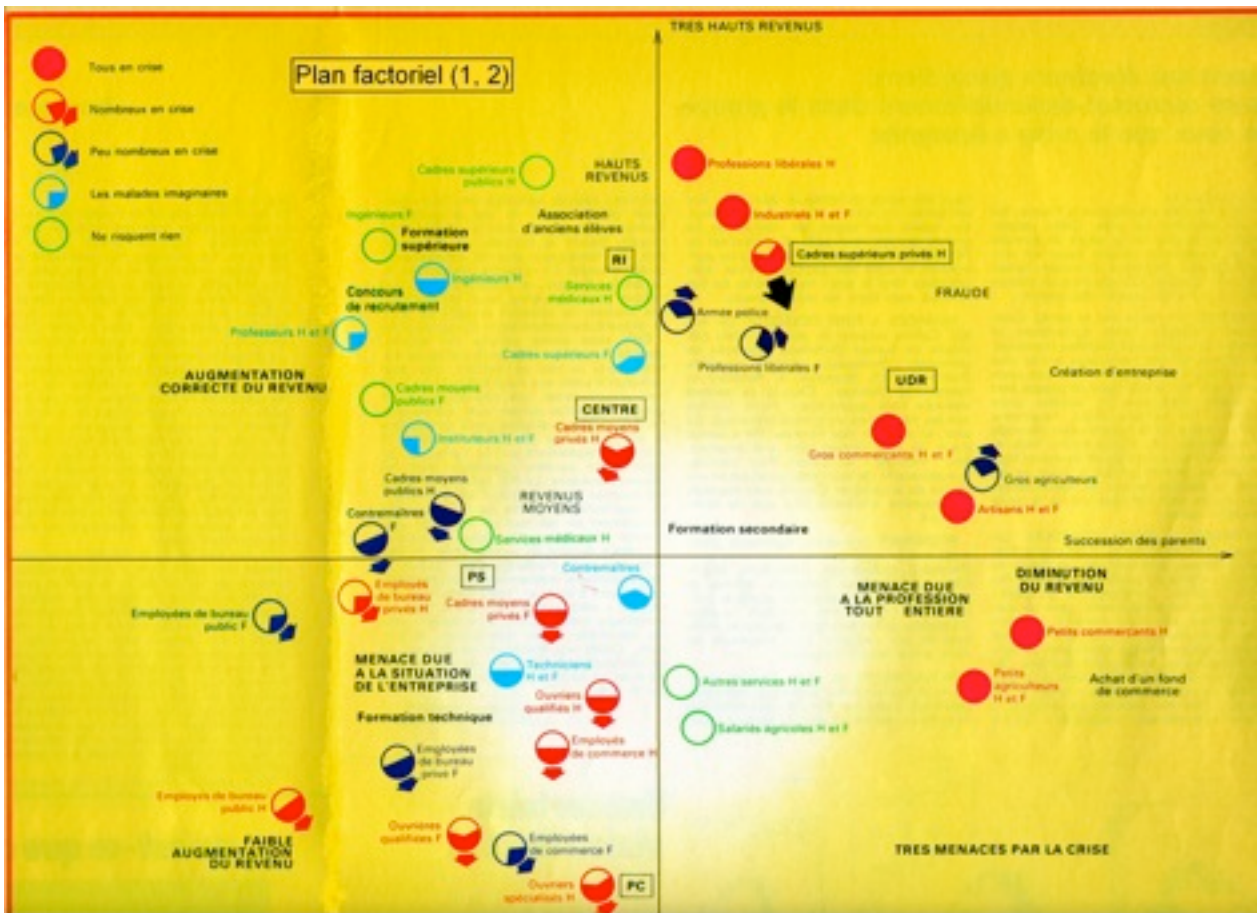 TRES HAUTS REVENUS
Tous en crise
Plan factoriel (1, 2)
Nombreux en crise
Peu nombreux en crise
Les malades imaginaires
Ne risquent rien
Cadres supérieurs
publics H
HAUTS
REVENUS
Professions libérales H
Ingénieurs F
Formation
supérieure
Association
d'anciens élèves
Industriels H et F
RI
Cadres supérieurs privés H
Ingénieurs H
Services
médicaux H
Concours
de recrutement
FRAUDE
Armée police
Professeurs H et F
Cadres supérieurs F
Professions libérales F
AUGMENTATION
CORRECTE DU REVENU
UDR
Création d'entreprise
Cadres moyens
publics F
CENTRE
Cadres moyens
privés H
Instituteurs H et F
Gros commerçants H et F
Gros agriculteurs
Cadres moyens
publics H
REVENUS
MOYENS
Contremaîtres
F
Artisans H et F
Formation secondaire
Services médicaux H
Succession des parents
PS
Contremaîtres
Employés
de bureau
privés H
Cadres moyens
privés F
MENACE DUE
A LA PROFESSION
TOUT ENTIERE
DIMINUTION
DU REVENU
Employées de bureau
public F
Petits commerçants H
MENACE DUE
A LA SITUATION
DE L'ENTREPRISE
Techniciens
H et F
Autres services H et F
Petits
agriculteurs
H et F
Achat d'un fond
de commerce
Ouvriers
qualifiés H
Formation technique
Salariés agricoles H et F
Employés
de commerce H
Employées
de bureau
privé F
Employés de bureau
public H
FAIBLE
AUGMENTATION
DU REVENU
Ouvrières
qualifiées F
Employées
de commerce F
TRES MENACES PAR LA CRISE
Ouvriers
spécialisés H
PC